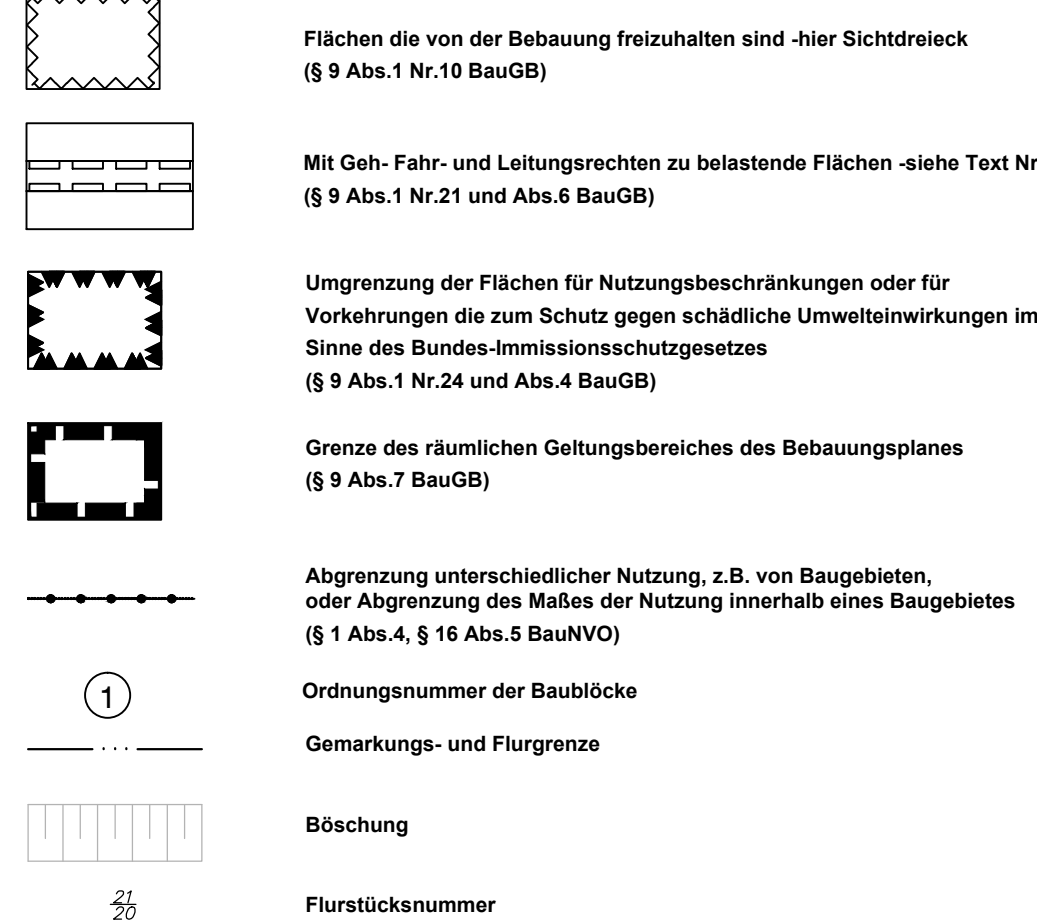 Flächen die von der Bebauung freizuhalten sind -hier Sichtdreieck
(§ 9 Abs.1 Nr.10 BauGB)
Mit Geh- Fahr- und Leitungsrechten zu belastende Flächen -siehe Text Nr
(§ 9 Abs.1 Nr.21 und Abs.6 BauGB)
Umgrenzung der Flächen für Nutzungsbeschränkungen oder für
Vorkehrungen die zum Schutz gegen schädliche Umwelteinwirkungen im
Sinne des Bundes-Immissionsschutzgesetzes
(§ 9 Abs.1 Nr.24 und Abs.4 BauGB)
Grenze des räumlichen Geltungsbereiches des Bebauungsplanes
(§ 9 Abs.7 BauGB)
Abgrenzung unterschiedlicher Nutzung, z.B. von Baugebieten,
oder Abgrenzung des Maßes der Nutzung innerhalb eines Baugebietes
(§ 1 Abs.4, § 16 Abs.5 BauNVO)
1 Ordnungsnummer der Baublöcke
Gemarkungs- und Flurgrenze
Böschung
21
20
Flurstücksnummer